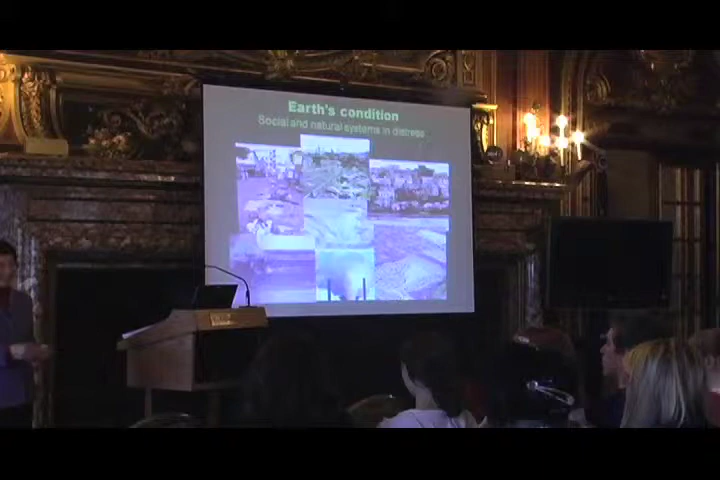 Earth's condition
Social and natural systems in distress